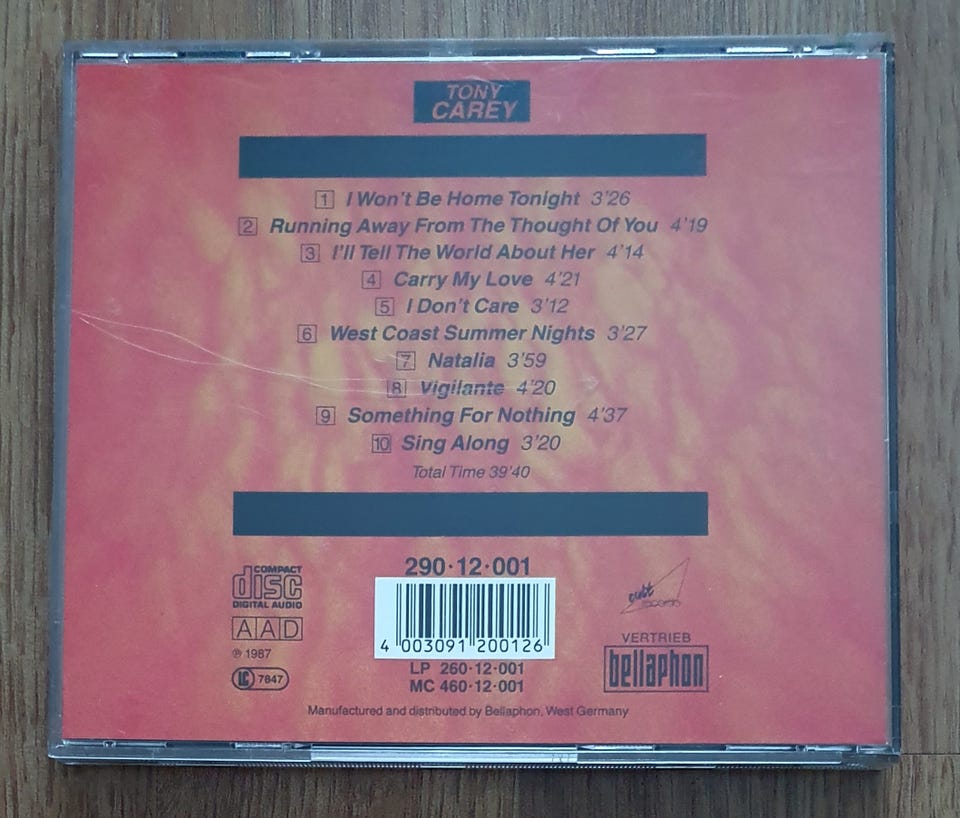 TONY
CAREY
1 I Won't Be Home Tonight 3'26
2 Running Away From The Thought Of You 4'19
3 I'll Tell The World About Her 4'14
4 Carry My Love 4'21
5 I Don't Care 3'12
6 West Coast Summer Nights 3'27
7 Natalia 3'59
8 Vigilante 4'20
9 Something For Nothing 4'37
10 Sing Along 3'20
Total Time 39'40
COMPACT
disc
DIGITAL AUDIO
AAD
℗ 1987
LC 7847
290·12·001
4 003091 200126
LP 260·12·001
MC 460·12·001
cult
records
VERTRIEB
bellaphon
Manufactured and distributed by Bellaphon, West Germany